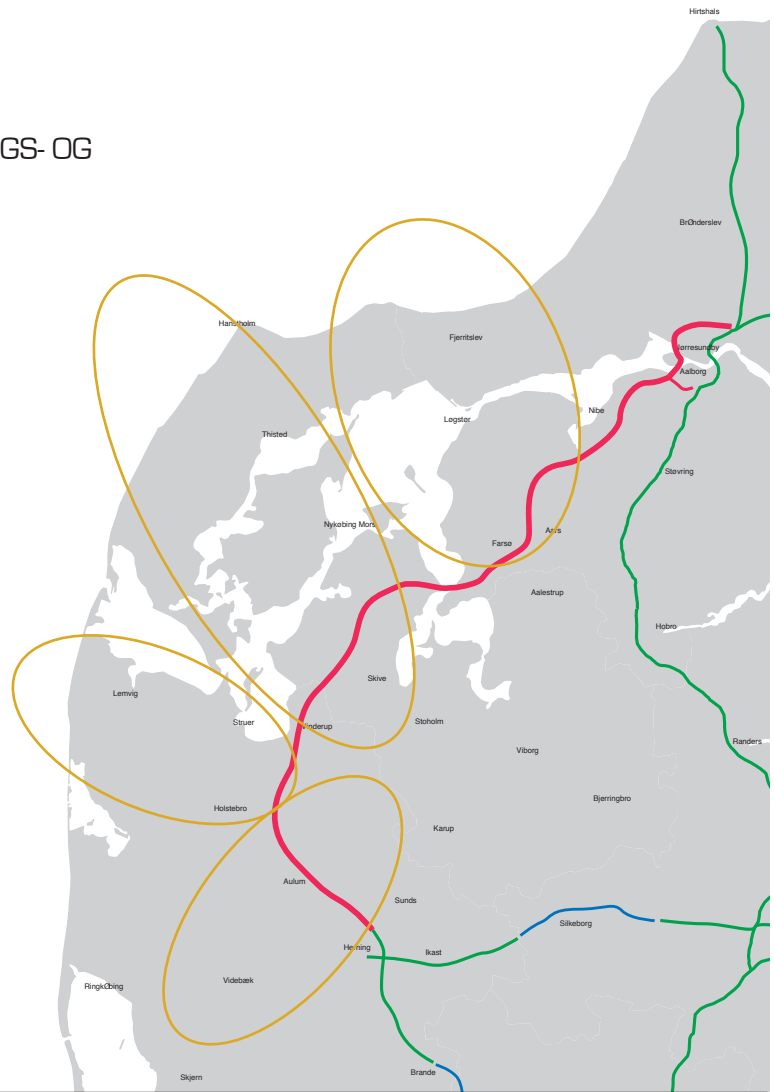 Hirtshals
GS- OG
BrØnderslev
Hanstholm
Fjerritslev
Nørresundby
Aalborg
Nibe
Løgstør
Thisted
Støvring
Nykøbing Mors
Aars
Farsø
Aalestrup
Hobro
Skive
Lemvig
Struer
Vinderup
Stoholm
Randers
Viborg
Bjerringbro
Holstebro
Karup
Aulum
Sunds
Silkeborg
Herning
Ikast
Videbæk
RingkØbing
Brande
Skjern